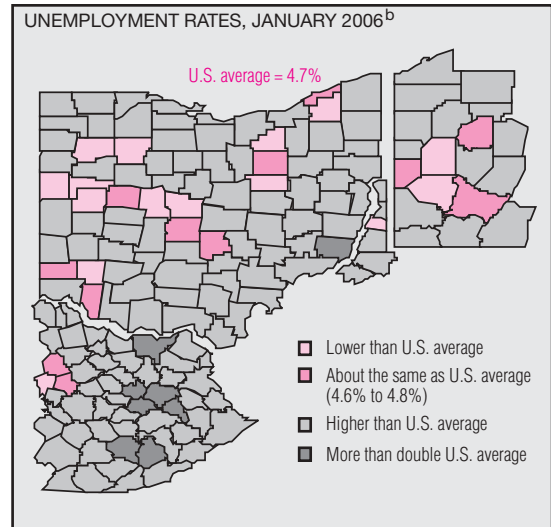 UNEMPLOYMENT RATES, JANUARY 2006b
U.S. average = 4.7%
Lower than U.S. average
About the same as U.S. average
(4.6% to 4.8%)
Higher than U.S. average
More than double U.S. average